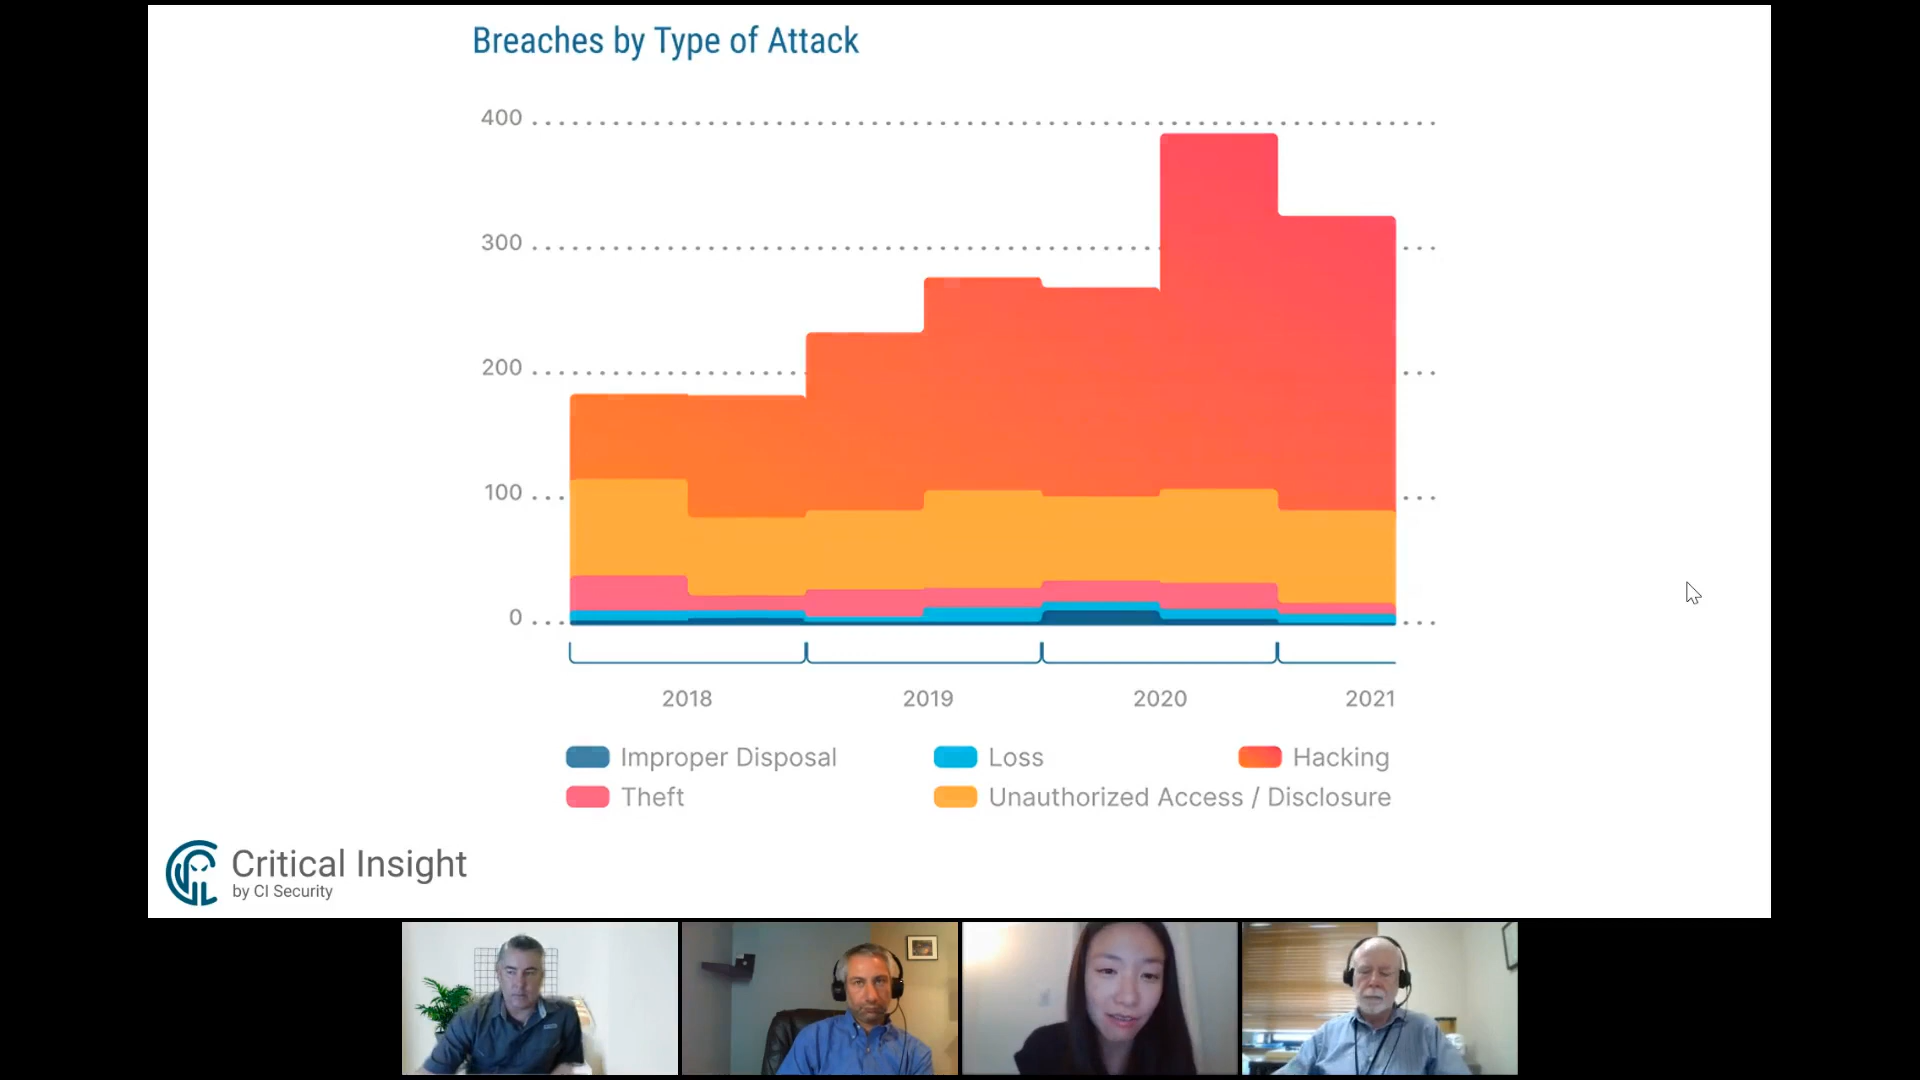 Breaches by Type of Attack
400
300
200
100
0
2018 2019 2020 2021
Improper Disposal Loss Hacking
Theft Unauthorized Access / Disclosure
Critical Insight
by CI Security